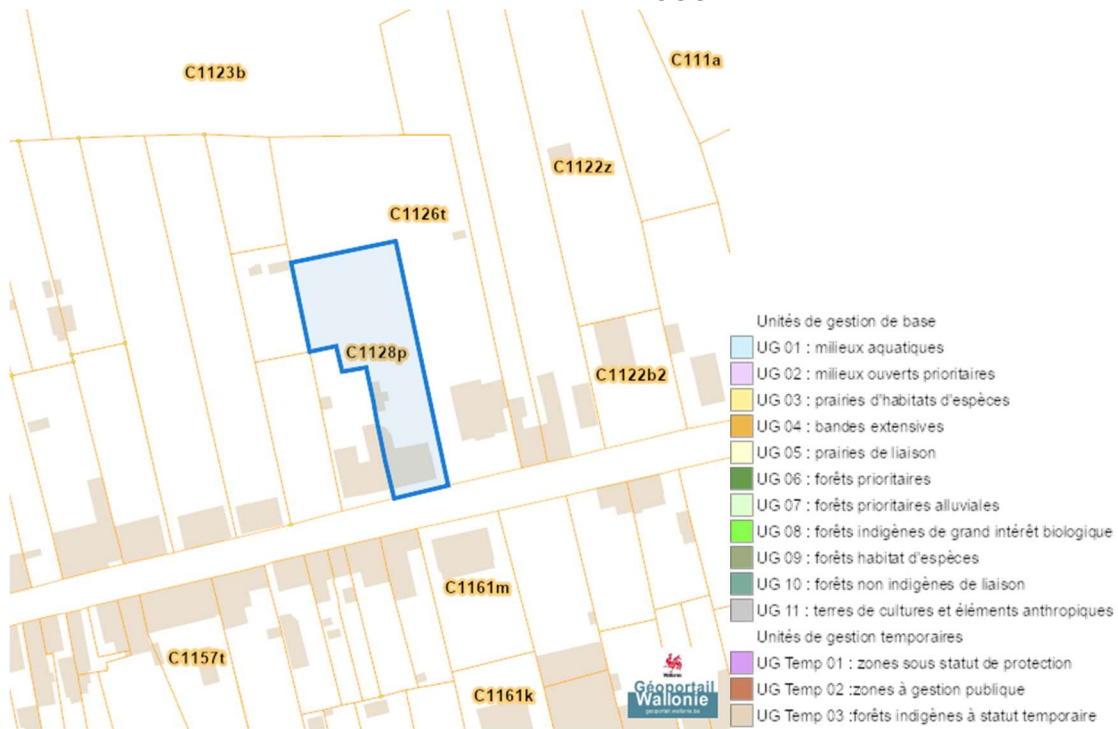 C1123b
C111a
C1122z
C1126t
C1128p
C1122b2
C1161m
C1157t
C1161k
Wallonie
Géoportail
Wallonie
geoportail.wallonie.be
Unités de gestion de base
UG 01 : milieux aquatiques
UG 02 : milieux ouverts prioritaires
UG 03 : prairies d'habitats d'espèces
UG 04 : bandes extensives
UG 05 : prairies de liaison
UG 06 : forêts prioritaires
UG 07 : forêts prioritaires alluviales
UG 08 : forêts indigènes de grand intérêt biologique
UG 09 : forêts habitat d'espèces
UG 10 : forêts non indigènes de liaison
UG 11 : terres de cultures et éléments anthropiques
Unités de gestion temporaires
UG Temp 01 : zones sous statut de protection
UG Temp 02 :zones à gestion publique
UG Temp 03 :forêts indigènes à statut temporaire